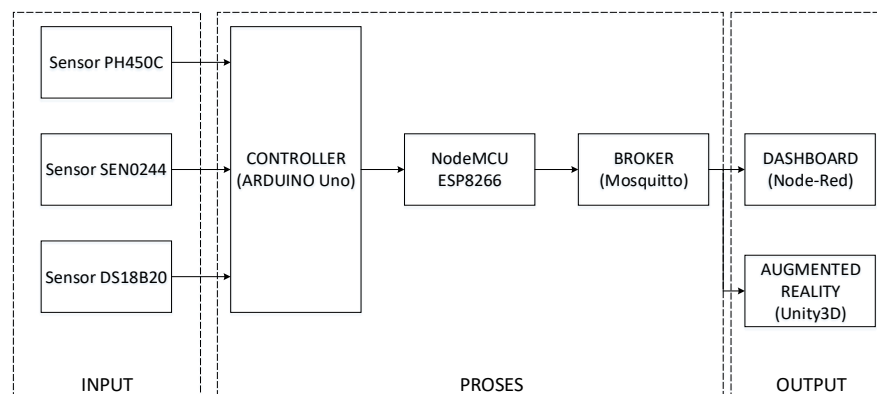 Sensor PH450C
Sensor SEN0244
Sensor DS18B20
INPUT
CONTROLLER
(ARDUINO Uno)
NodeMCU
ESP8266
BROKER
(Mosquitto)
PROSES
DASHBOARD
(Node-Red)
AUGMENTED
REALITY
(Unity3D)
OUTPUT